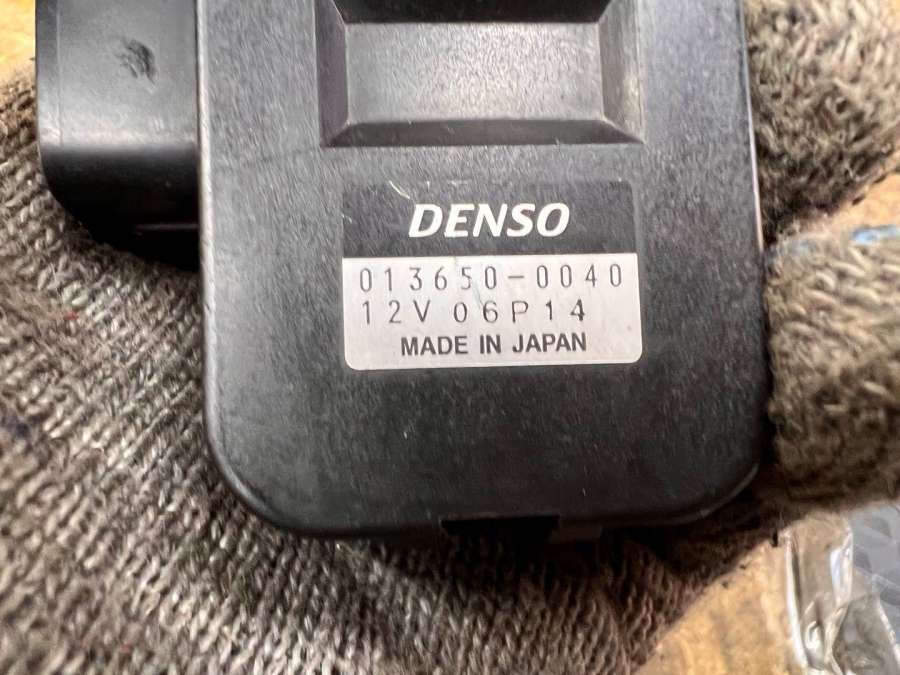 DENSO
013650-0040
12V 06P14
MADE IN JAPAN